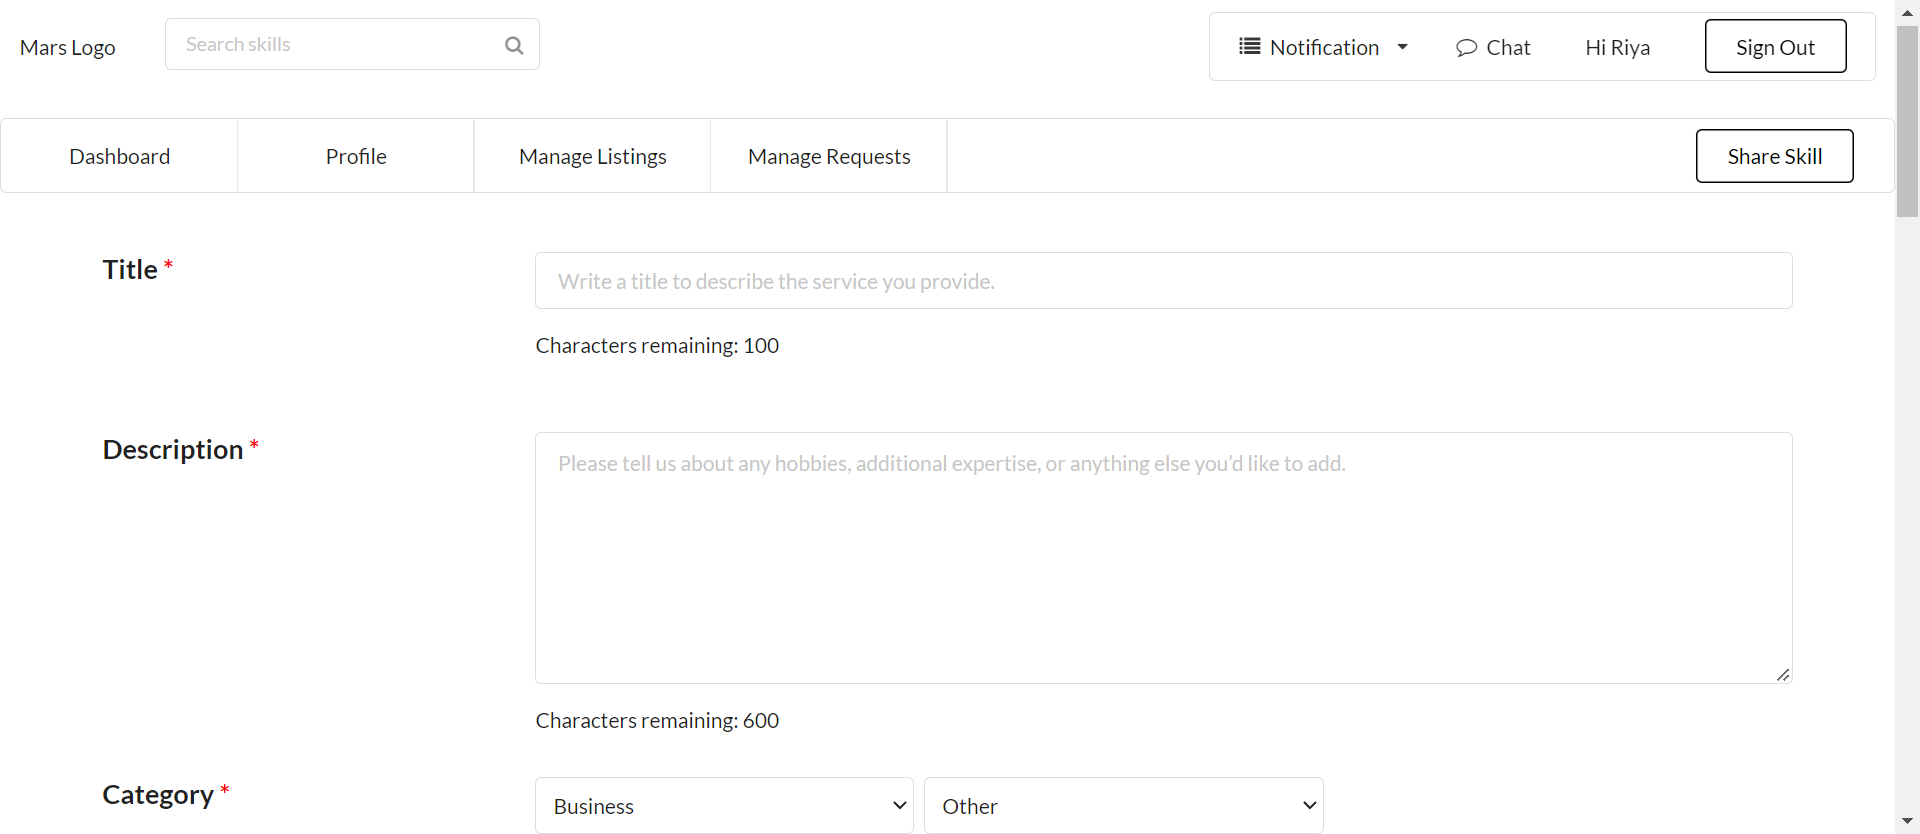 Mars Logo
Search skills
Notification
Chat
Hi Riya
Sign Out
Dashboard
Profile
Manage Listings
Manage Requests
Share Skill
Title *
Write a title to describe the service you provide.
Characters remaining: 100
Description *
Please tell us about any hobbies, additional expertise, or anything else you’d like to add.
Characters remaining: 600
Category *
Business
Other